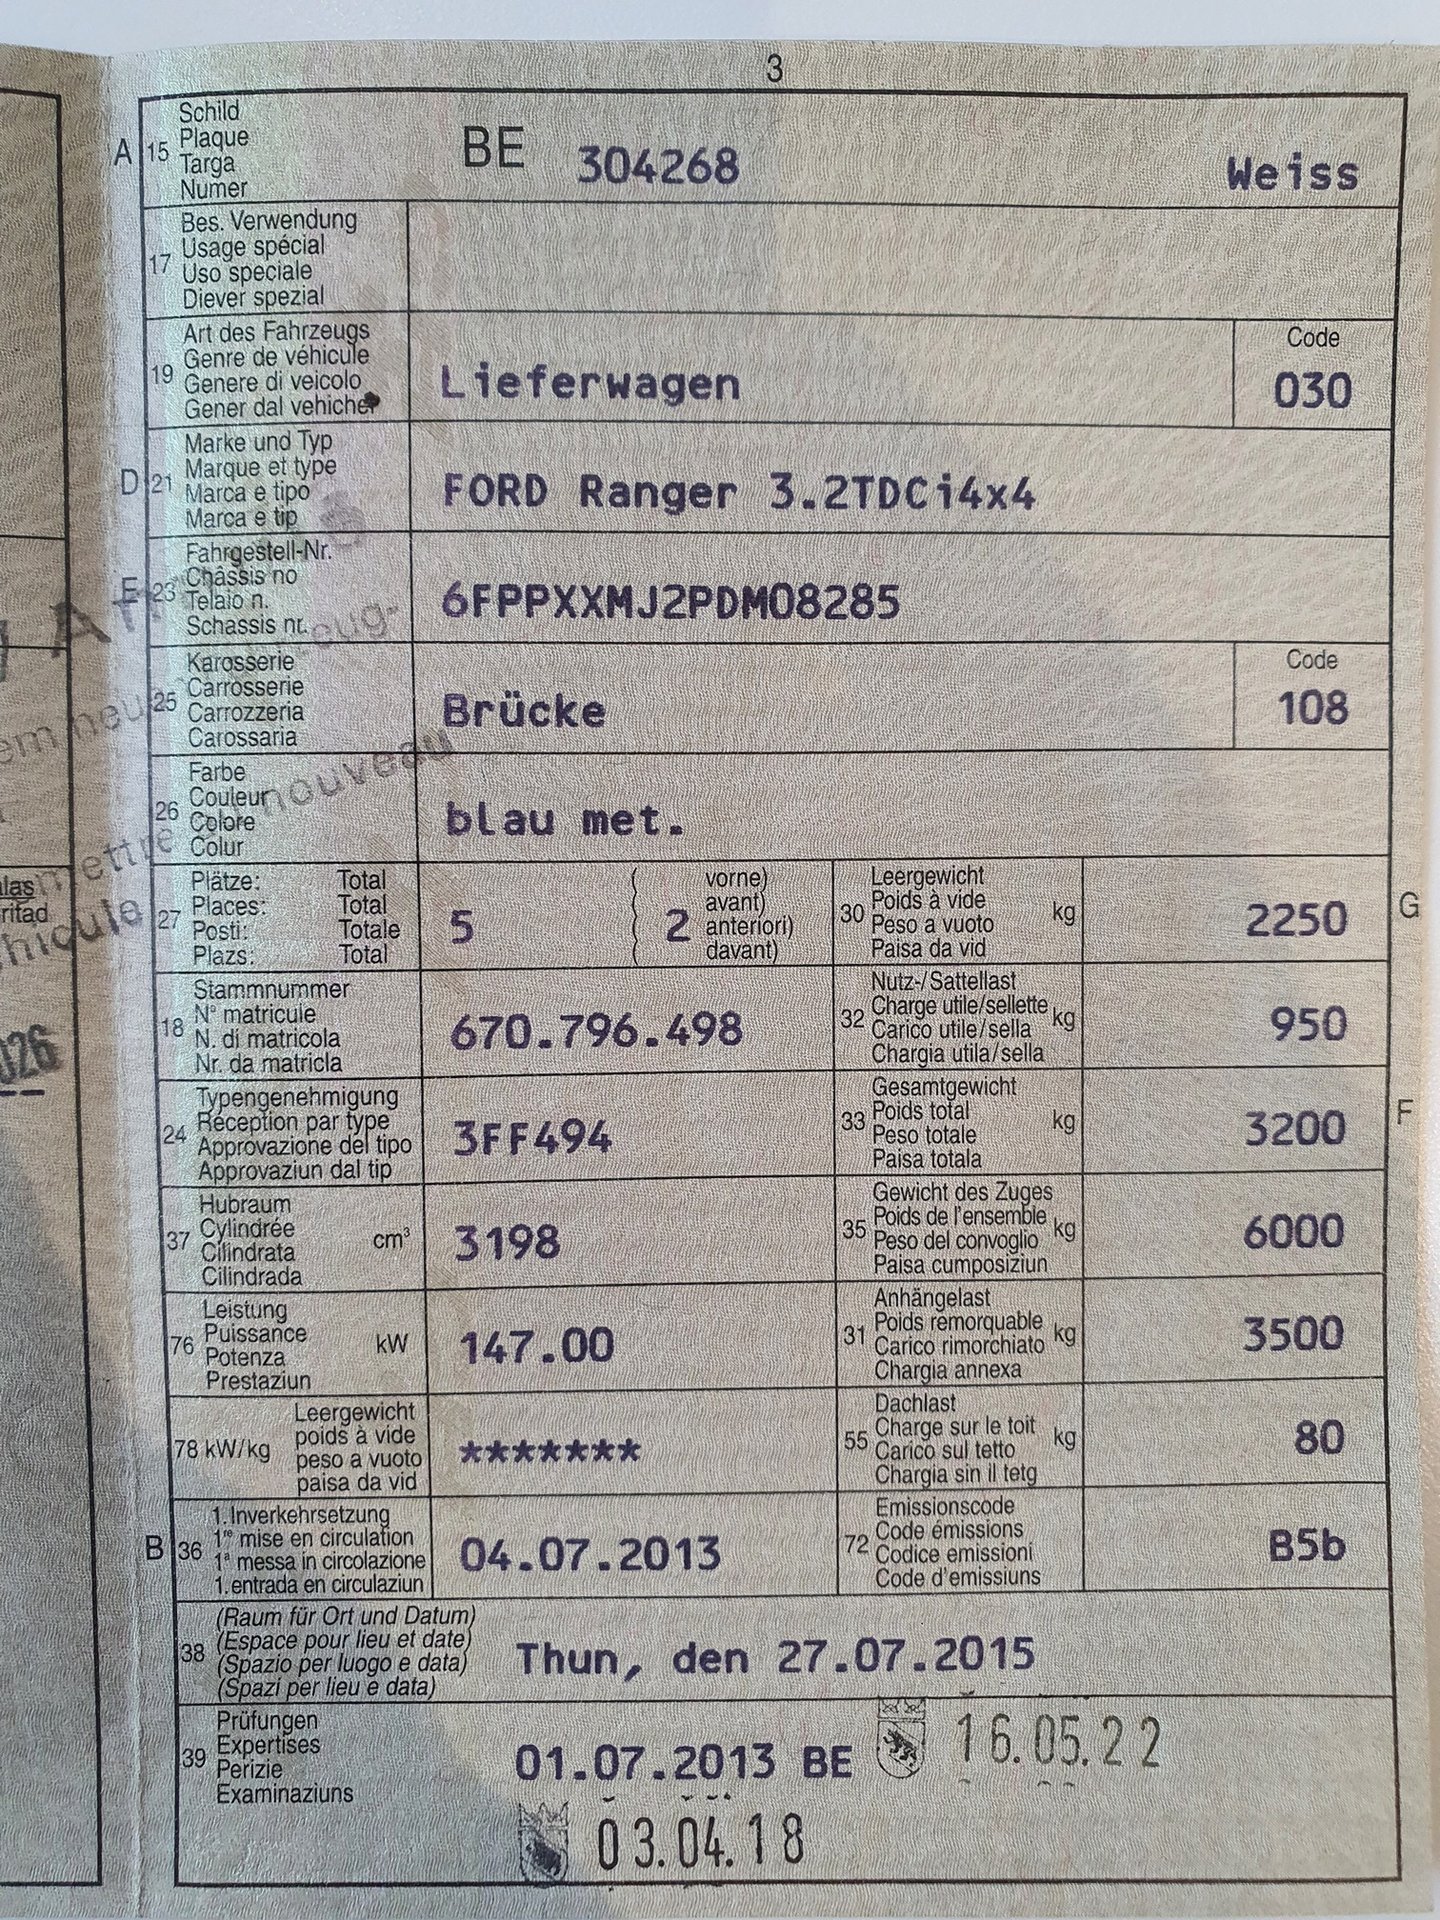 3
A 15 Schild
Plaque
Targa
Numer
BE 304268 Weiss
17 Bes. Verwendung
Usage spécial
Uso speciale
Diever spezial
19 Art des Fahrzeugs
Genre de véhicule
Genere di veicolo
Gener dal vehichel
Lieferwagen
Code
030
D 21 Marke und Typ
Marque et type
Marca e tipo
Marca e tip
FORD Ranger 3.2TDCi4x4
E 23 Fahrgestell-Nr.
Châssis no
Telaio n.
Schassis nr.
6FPPXXMJ2PDM08285
25 Karosserie
Carrosserie
Carrozzeria
Carossaria
Brücke
Code
108
26 Farbe
Couleur
Colore
Colur
blau met.
nouveau
27 Plätze: Total
Places: Total
Posti: Totale
Plazs: Total
5
2
vorne)
avant)
anteriori)
davant)
30 Leergewicht
Poids à vide
Peso a vuoto
Paisa da vid
kg
2250
G
18 Stammnummer
N° matricule
N. di matricola
Nr. da matricla
670.796.498
32 Nutz-/Sattellast
Charge utile/sellette
Carico utile/sella
Chargia utila/sella
kg
950
24 Typengenehmigung
Réception par type
Approvazione del tipo
Approvaziun dal tip
3FF494
33 Gesamtgewicht
Poids total
Peso totale
Paisa totala
kg
3200
F
37 Hubraum
Cylindrée
Cilindrata
Cilindrada
cm³
3198
35 Gewicht des Zuges
Poids de l'ensemble
Peso del convoglio
Paisa cumposiziun
kg
6000
76 Leistung
Puissance
Potenza
Prestaziun
kW
147.00
31 Anhängelast
Poids remorquable
Carico rimorchiato
Chargia annexa
kg
3500
78 kW/kg
Leergewicht
poids à vide
peso a vuoto
paisa da vid
*******
55 Dachlast
Charge sur le toit
Carico sul tetto
Chargia sin il tetg
kg
80
B 36 1. Inverkehrsetzung
1re mise en circulation
1a messa in circolazione
1. entrada en circulaziun
04.07.2013
72 Emissionscode
Code émissions
Codice emissioni
Code d'emissiuns
B5b
38 (Raum für Ort und Datum)
(Espace pour lieu et date)
(Spazio per luogo e data)
(Spazi per lieu e data)
Thun, den 27.07.2015
39 Prüfungen
Expertises
Perizie
Examinaziuns
01.07.2013 BE
16.05.22
03.04.18